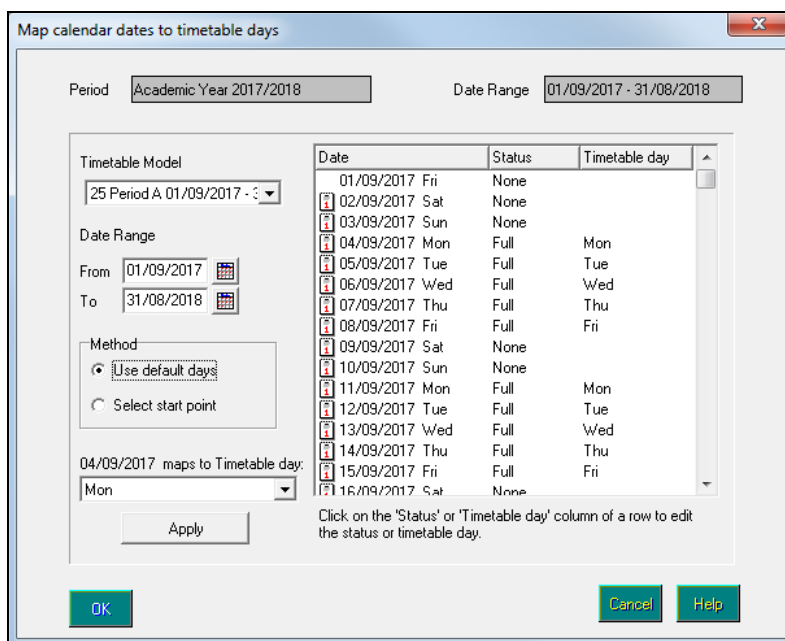 Map calendar dates to timetable days
Period Academic Year 2017/2018 Date Range 01/09/2017 - 31/08/2018
Timetable Model
25 Period A 01/09/2017 - 3
Date Range
From 01/09/2017
To 31/08/2018
Method
Use default days
Select start point
04/09/2017 maps to Timetable day:
Mon
Apply
Date Status Timetable day
01/09/2017 Fri None
02/09/2017 Sat None
03/09/2017 Sun None
04/09/2017 Mon Full Mon
05/09/2017 Tue Full Tue
06/09/2017 Wed Full Wed
07/09/2017 Thu Full Thu
08/09/2017 Fri Full Fri
09/09/2017 Sat None
10/09/2017 Sun None
11/09/2017 Mon Full Mon
12/09/2017 Tue Full Tue
13/09/2017 Wed Full Wed
14/09/2017 Thu Full Thu
15/09/2017 Fri Full Fri
16/09/2017 Sat None
Click on the 'Status' or 'Timetable day' column of a row to edit
the status or timetable day.
OK Cancel Help